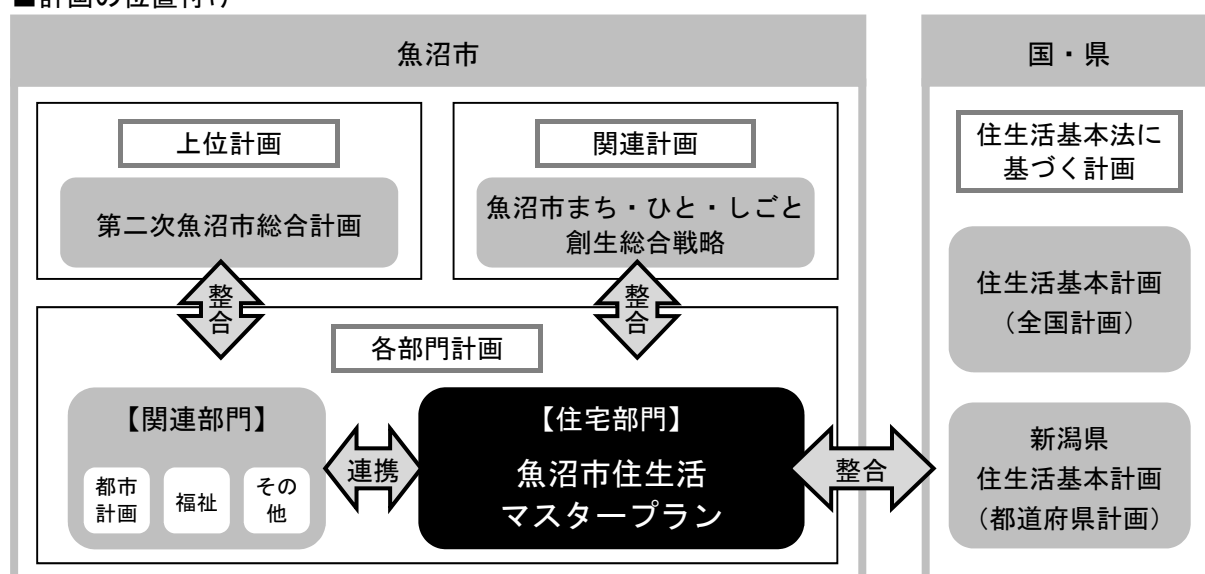 ■計画の位置付け
魚沼市
上位計画
第二次魚沼市総合計画
関連計画
魚沼市まち・ひと・しごと
創生総合戦略
整
合
整
合
各部門計画
【関連部門】
都市
計画
福祉
その
他
連携
【住宅部門】
魚沼市住生活
マスタープラン
整合
国・県
住生活基本法に
基づく計画
住生活基本計画
（全国計画）
新潟県
住生活基本計画
（都道府県計画）